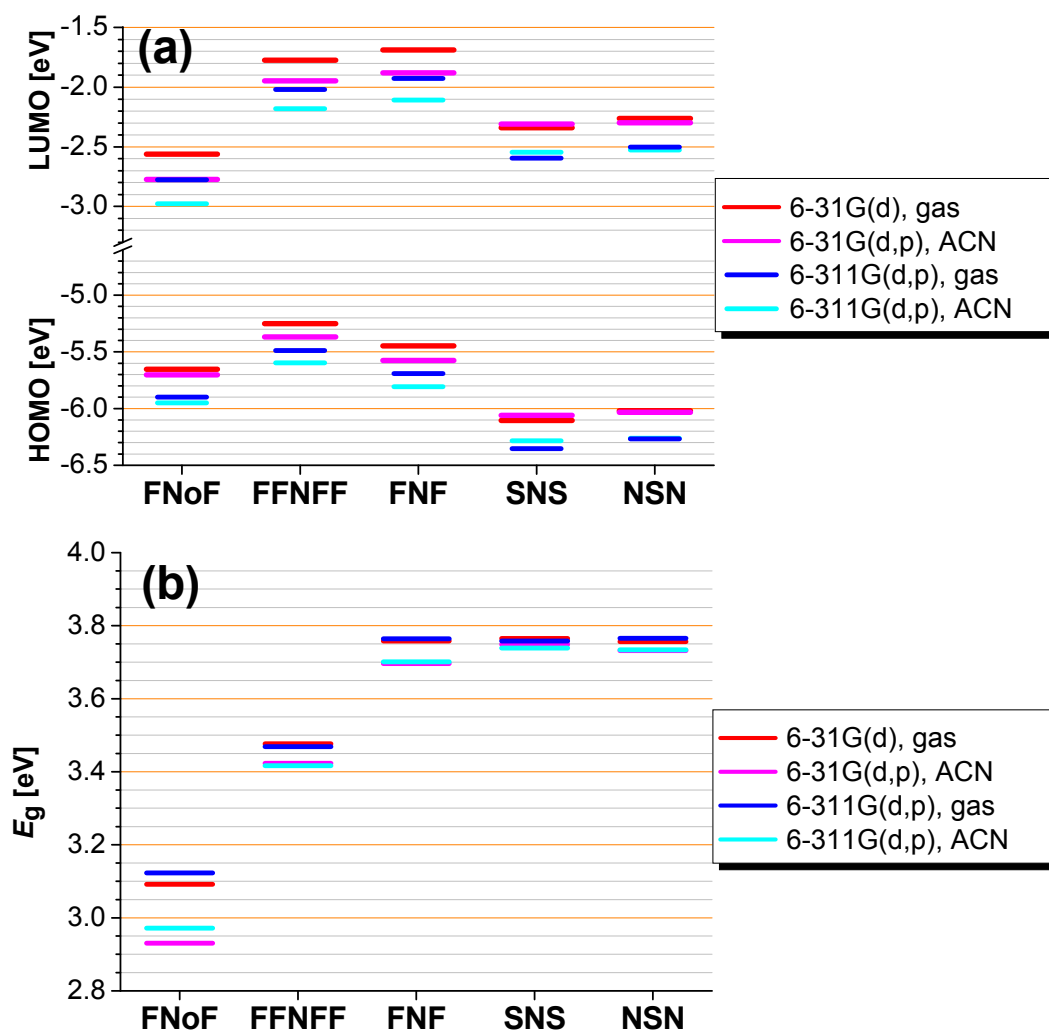 (a)
LUMO [eV]
-1.5
-2.0
-2.5
-3.0
HOMO [eV]
-5.0
-5.5
-6.0
-6.5
FNoF FFNFF FNF SNS NSN
6-31G(d), gas
6-31G(d,p), ACN
6-311G(d,p), gas
6-311G(d,p), ACN
(b)
Eg [eV]
4.0
3.8
3.6
3.4
3.2
3.0
2.8
FNoF FFNFF FNF SNS NSN
6-31G(d), gas
6-31G(d,p), ACN
6-311G(d,p), gas
6-311G(d,p), ACN